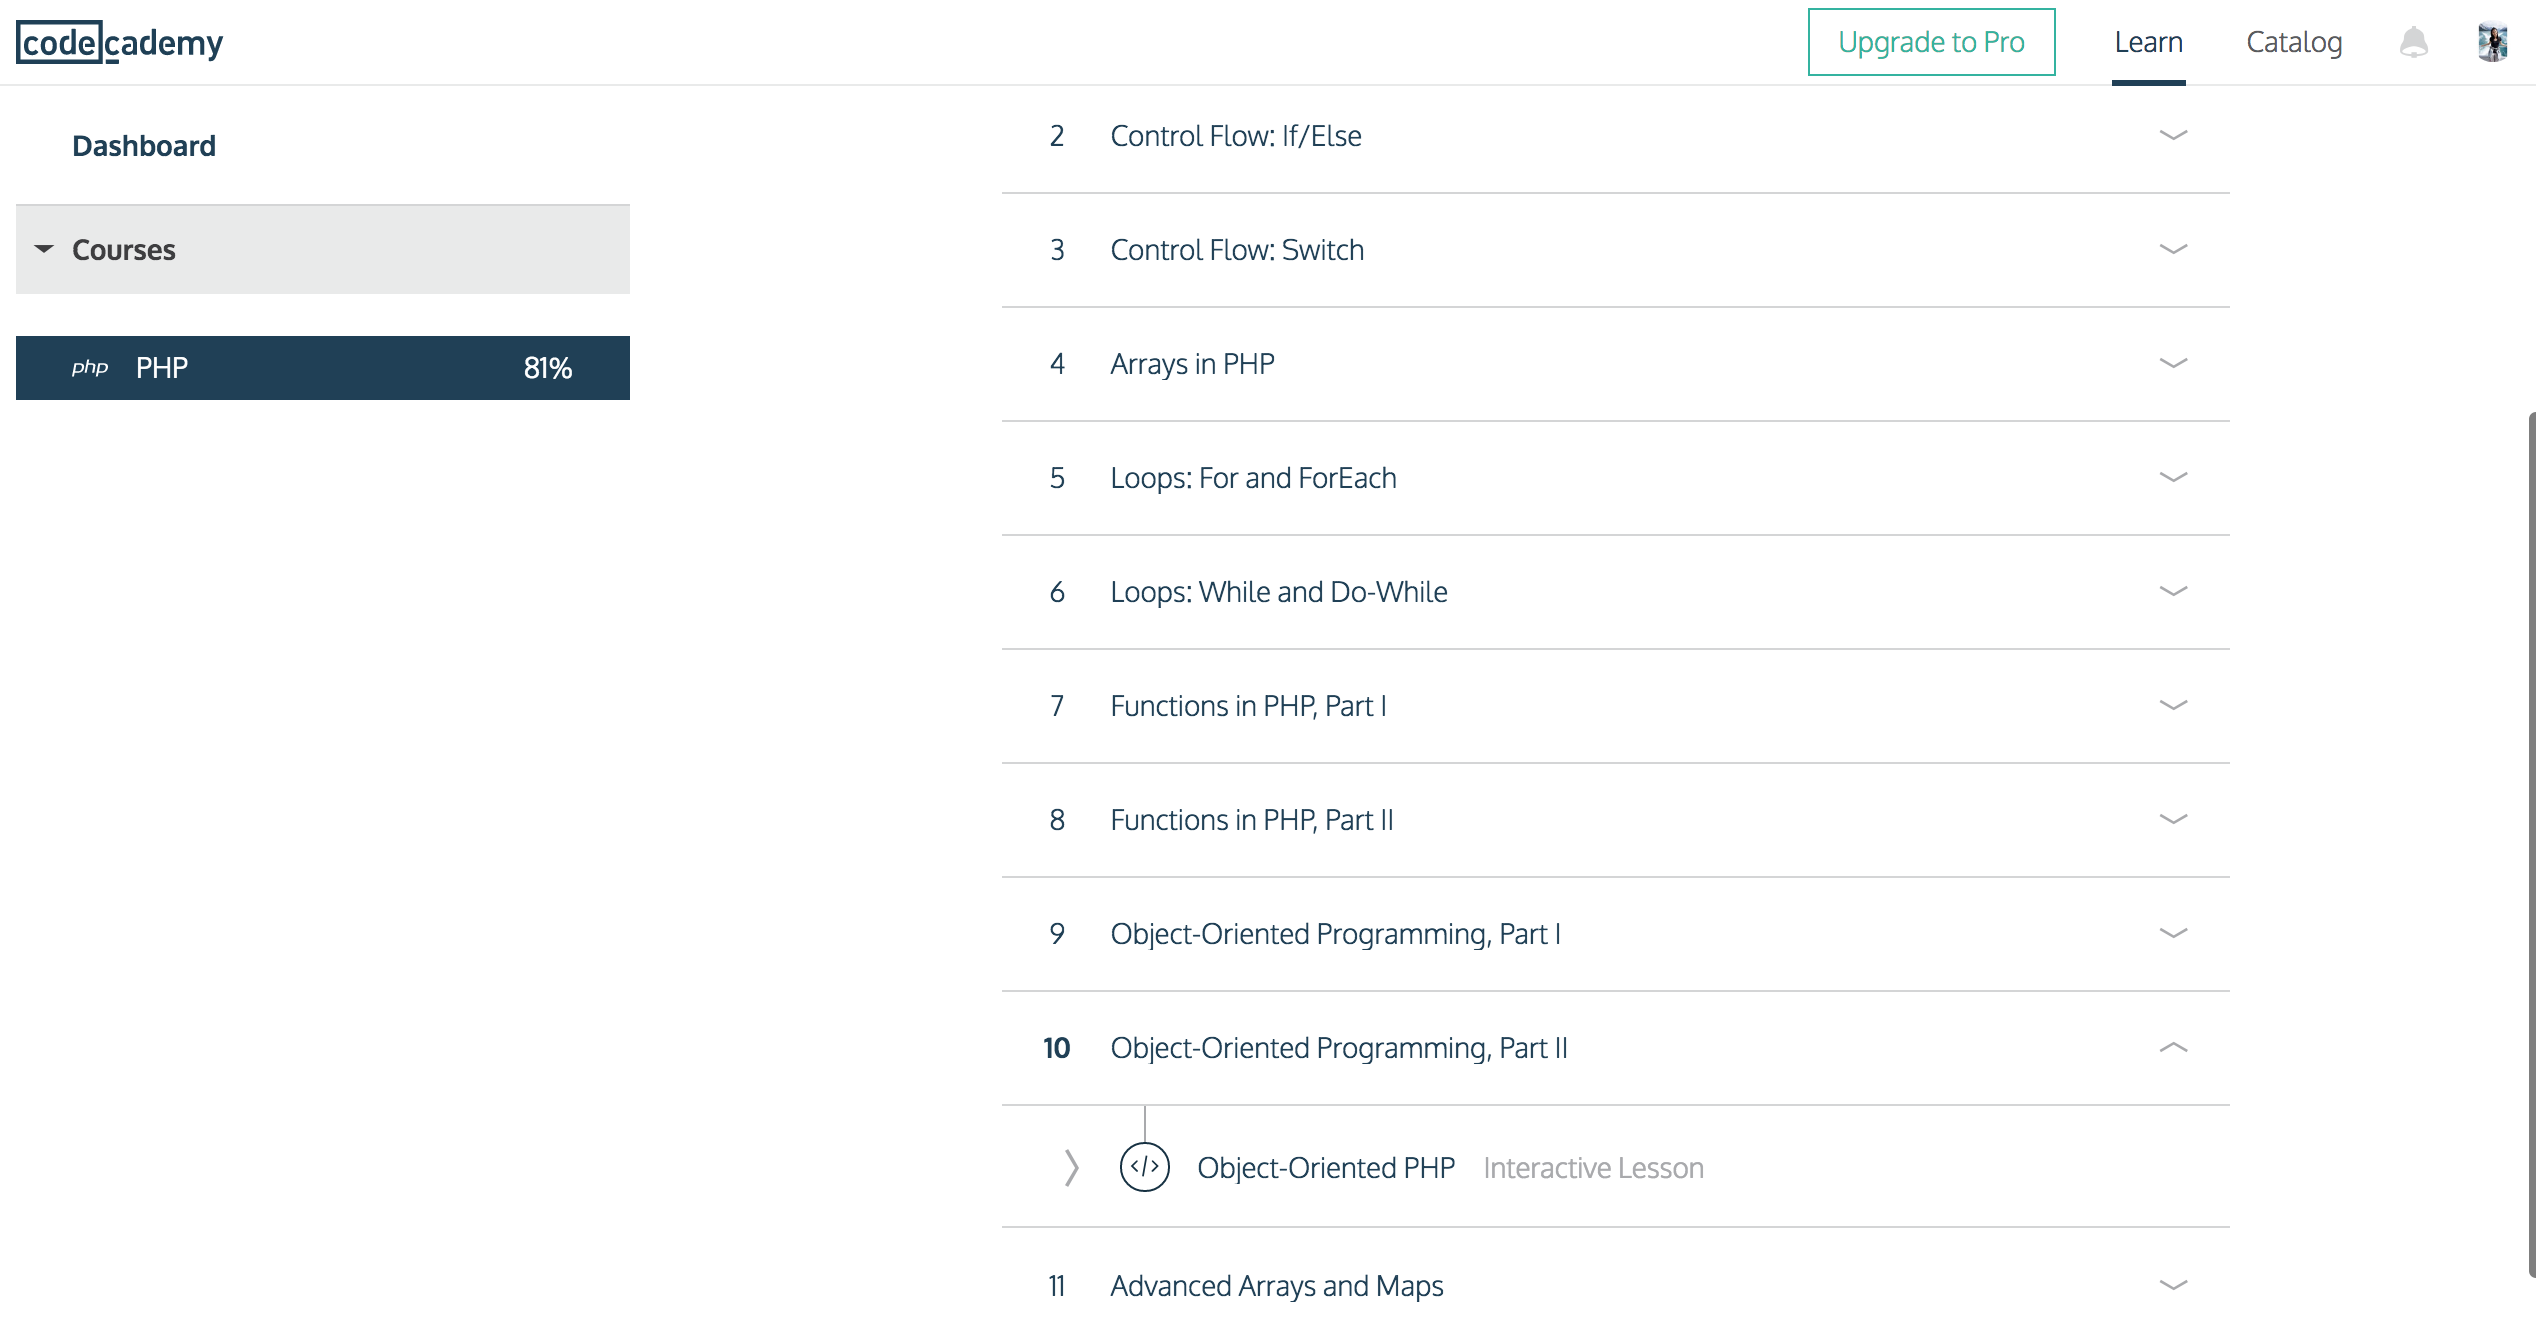 codecademy
Upgrade to Pro
Learn
Catalog
Dashboard
Courses
php PHP 81%
2 Control Flow: If/Else
3 Control Flow: Switch
4 Arrays in PHP
5 Loops: For and ForEach
6 Loops: While and Do-While
7 Functions in PHP, Part I
8 Functions in PHP, Part II
9 Object-Oriented Programming, Part I
10 Object-Oriented Programming, Part II
</> Object-Oriented PHP Interactive Lesson
11 Advanced Arrays and Maps